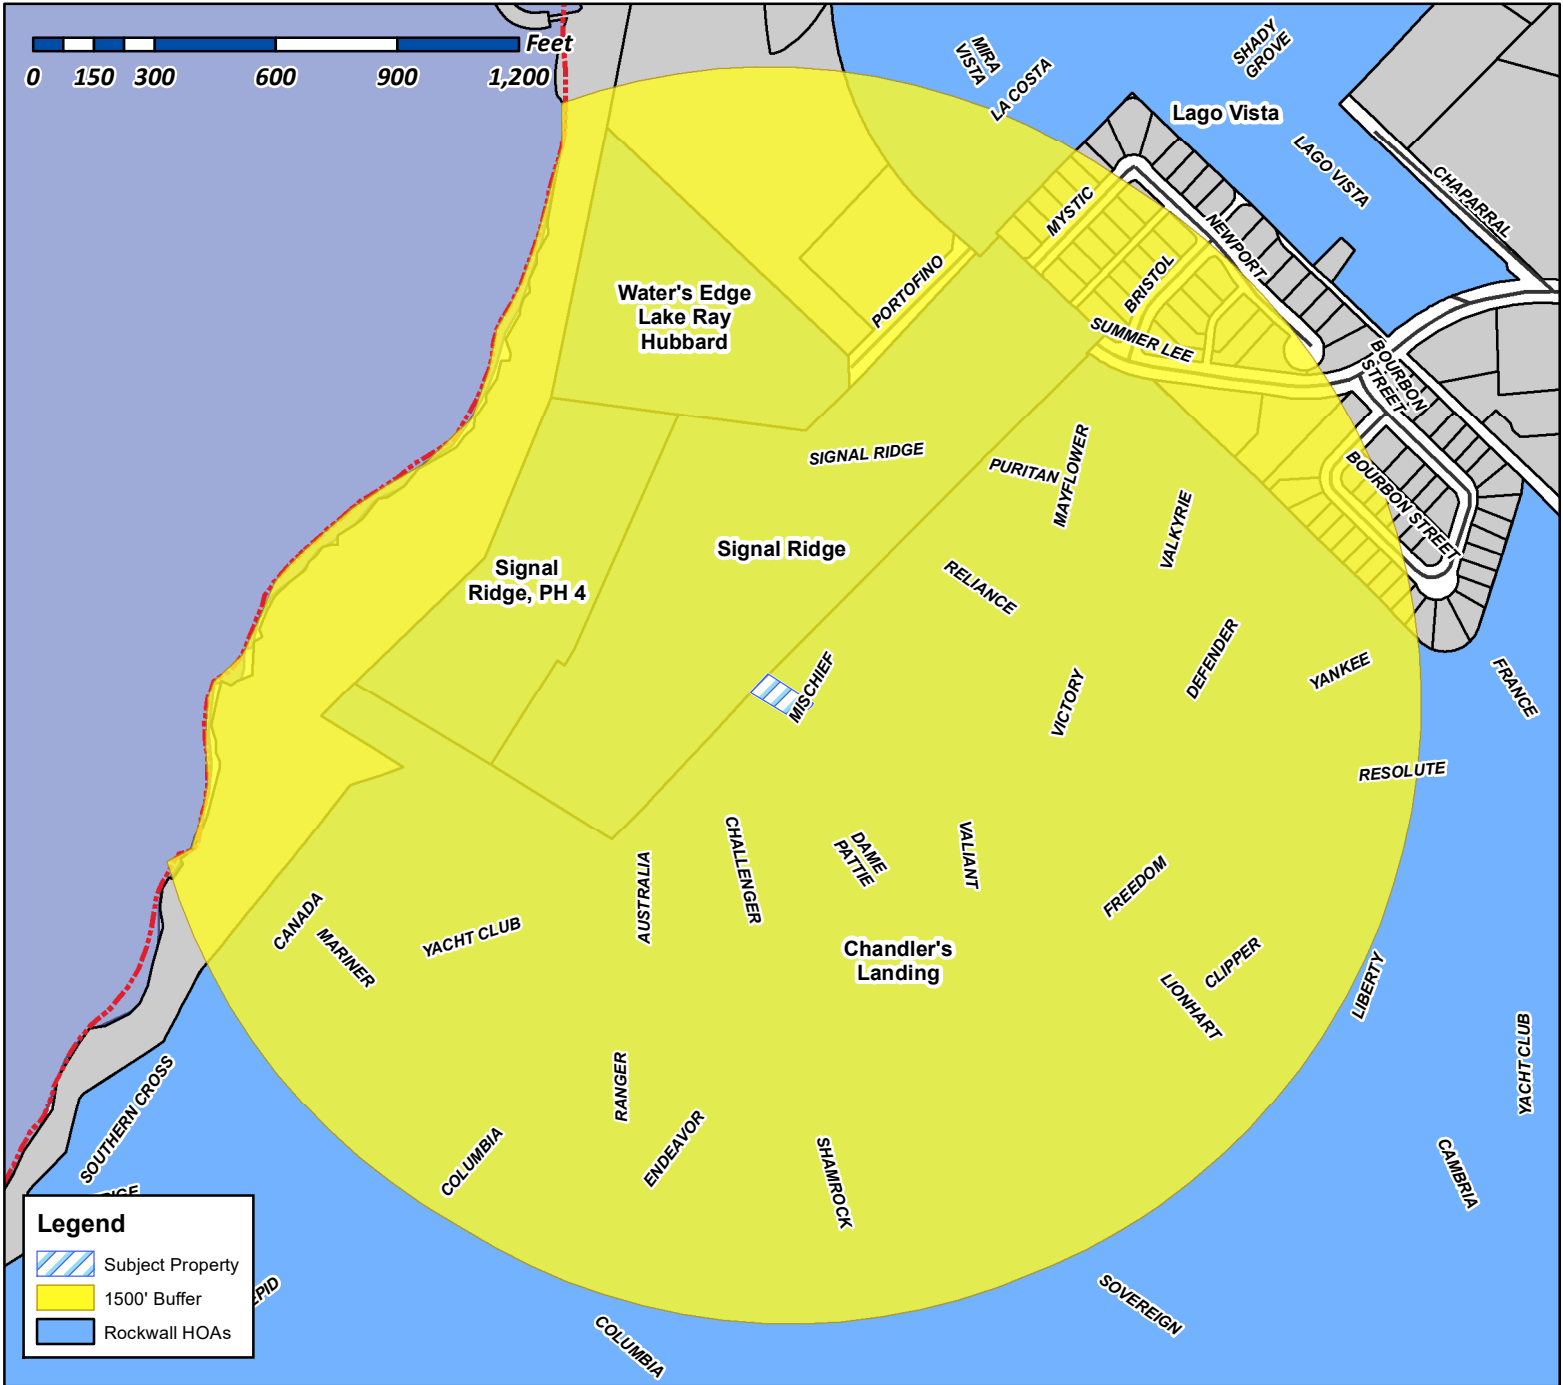 Feet
0 150 300 600 900 1,200
MIRA
VISTA
LA COSTA
SHADY
GROVE
Lago Vista
LAGO VISTA
CHAPARRAL
MYSTIC
NEWPORT
BRISTOL
PORTOFINO
SUMMER LEE
Water's Edge
Lake Ray
Hubbard
BOURBON
STREET
BOURBON STREET
SIGNAL RIDGE
PURITAN
MAYFLOWER
VALKYRIE
Signal Ridge
Signal
Ridge, PH 4
RELIANCE
DEFENDER
YANKEE
FRANCE
MISCHIEF
VICTORY
RESOLUTE
CHALLENGER
DAME
PATTIE
VALIANT
AUSTRALIA
FREEDOM
CANADA
MARINER
YACHT CLUB
Chandler's
Landing
CLIPPER
LIONHART
LIBERTY
YACHT CLUB
SOUTHERN CROSS
RANGER
COLUMBIA
ENDEAVOR
SHAMROCK
CAMBRIA
Legend
Subject Property
1500' Buffer
Rockwall HOAs
EPID
COLUMBIA
SOVEREIGN